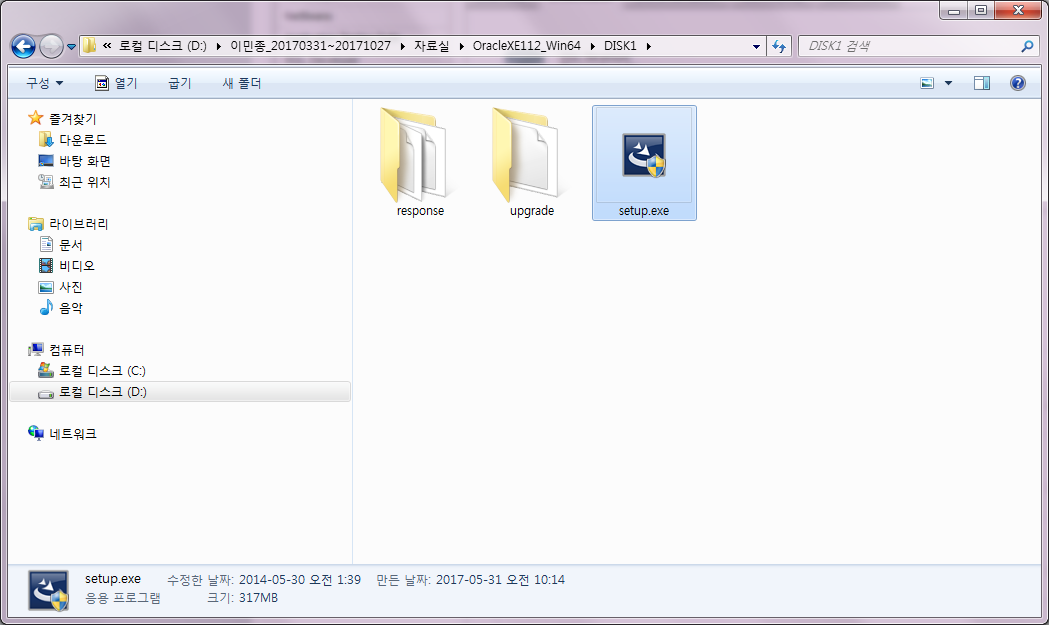 « 로컬 디스크 (D:) ▸ 이민종_20170331~20171027 ▸ 자료실 ▸ OracleXE112_Win64 ▸ DISK1 ▸
DISK1 검색
구성 열기 굽기 새 폴더
즐겨찾기
다운로드
바탕 화면
최근 위치
라이브러리
문서
비디오
사진
음악
컴퓨터
로컬 디스크 (C:)
로컬 디스크 (D:)
네트워크
response
upgrade
setup.exe
setup.exe 수정한 날짜: 2014-05-30 오전 1:39 만든 날짜: 2017-05-31 오전 10:14
응용 프로그램 크기: 317MB